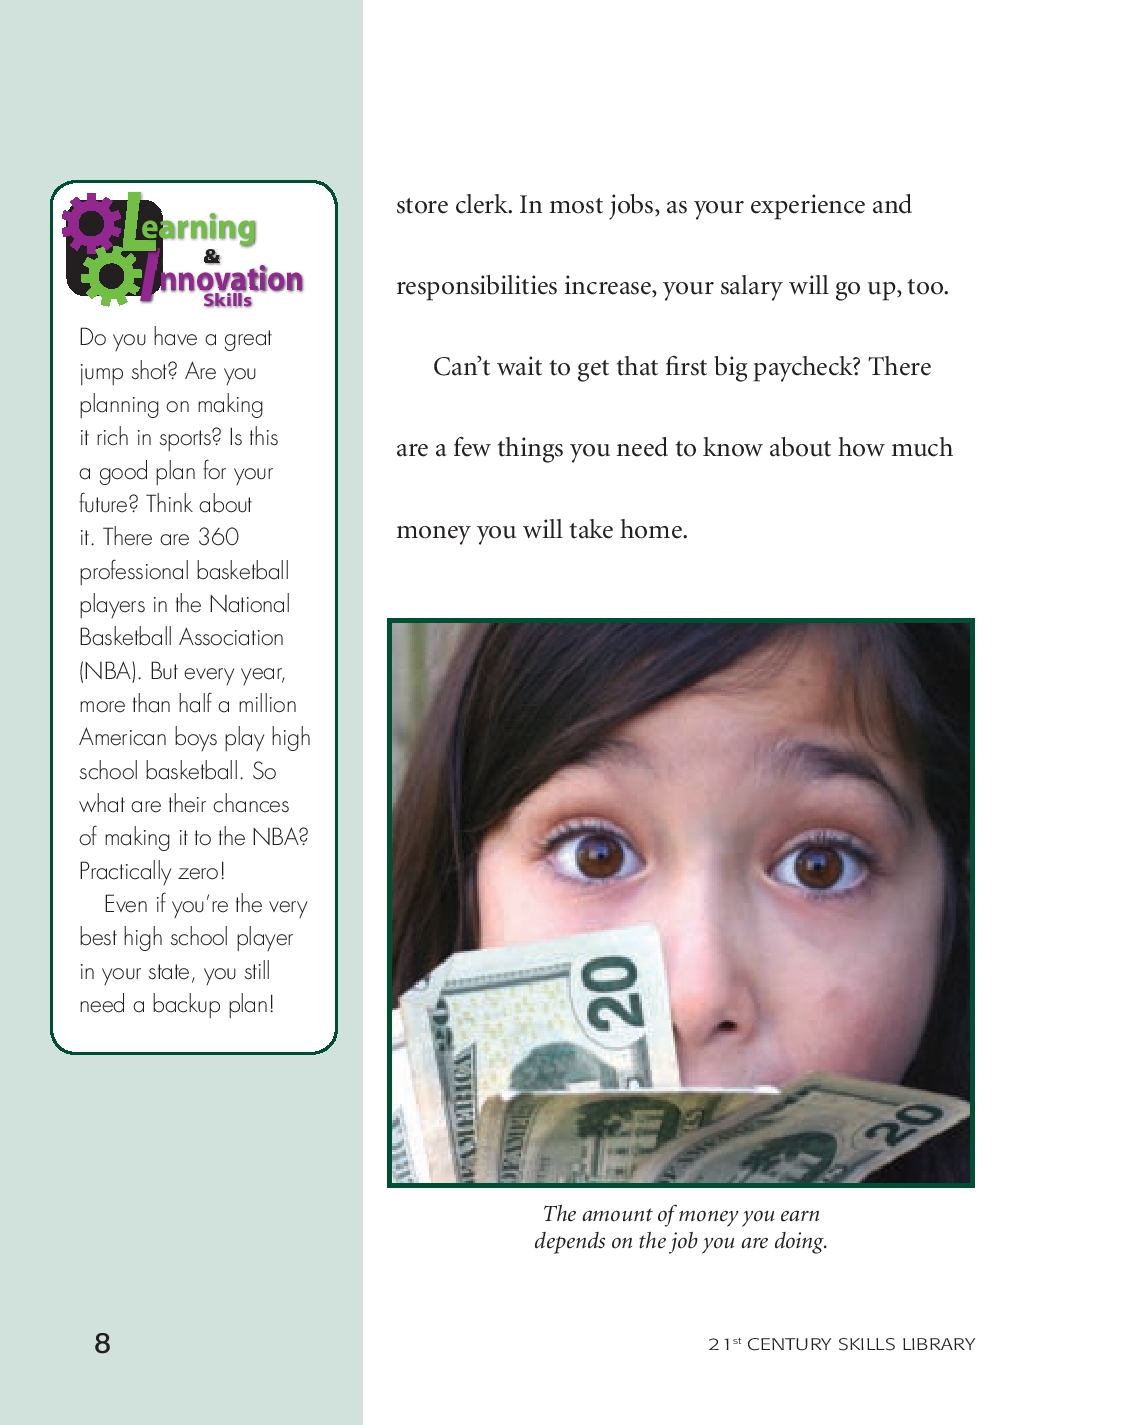 Learning
&
Innovation
Skills
Do you have a great
jump shot? Are you
planning on making
it rich in sports? Is this
a good plan for your
future? Think about
it. There are 360
professional basketball
players in the National
Basketball Association
(NBA). But every year,
more than half a million
American boys play high
school basketball. So
what are their chances
of making it to the NBA?
Practically zero!
Even if you’re the very
best high school player
in your state, you still
need a backup plan!
store clerk. In most jobs, as your experience and
responsibilities increase, your salary will go up, too.
Can’t wait to get that first big paycheck? There
are a few things you need to know about how much
money you will take home.
20
AMERICA
20
The amount of money you earn
depends on the job you are doing.
8
21st CENTURY SKILLS LIBRARY